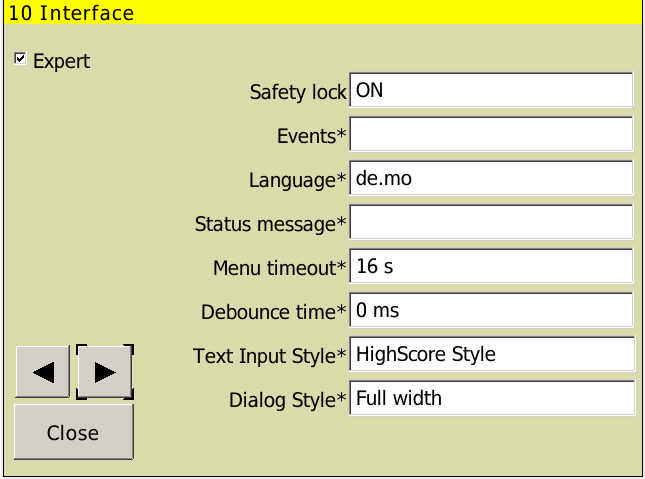 10 Interface
Expert
Safety lock ON
Events*
Language* de.mo
Status message*
Menu timeout* 16 s
Debounce time* 0 ms
Text Input Style* HighScore Style
Dialog Style* Full width
Close